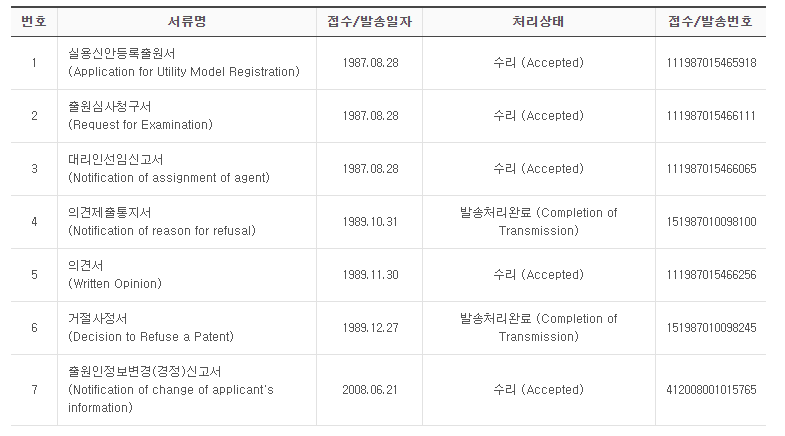 번호 서류명 접수/발송일자 처리상태 접수/발송번호
1 실용신안등록출원서 1987.08.28 수리 (Accepted) 111987015465918
(Application for Utility Model Registration)
2 출원심사청구서 1987.08.28 수리 (Accepted) 111987015466111
(Request for Examination)
3 대리인선임신고서 1987.08.28 수리 (Accepted) 111987015466065
(Notification of assignment of agent)
4 의견제출통지서 1989.10.31 발송처리완료 (Completion of 151987010098100
(Notification of reason for refusal) Transmission)
5 의견서 1989.11.30 수리 (Accepted) 111987015466256
(Written Opinion)
6 거절사정서 1989.12.27 발송처리완료 (Completion of 151987010098245
(Decision to Refuse a Patent) Transmission)
7 출원인정보변경(경정)신고서 2008.06.21 수리 (Accepted) 412008001015765
(Notification of change of applicant's
information)